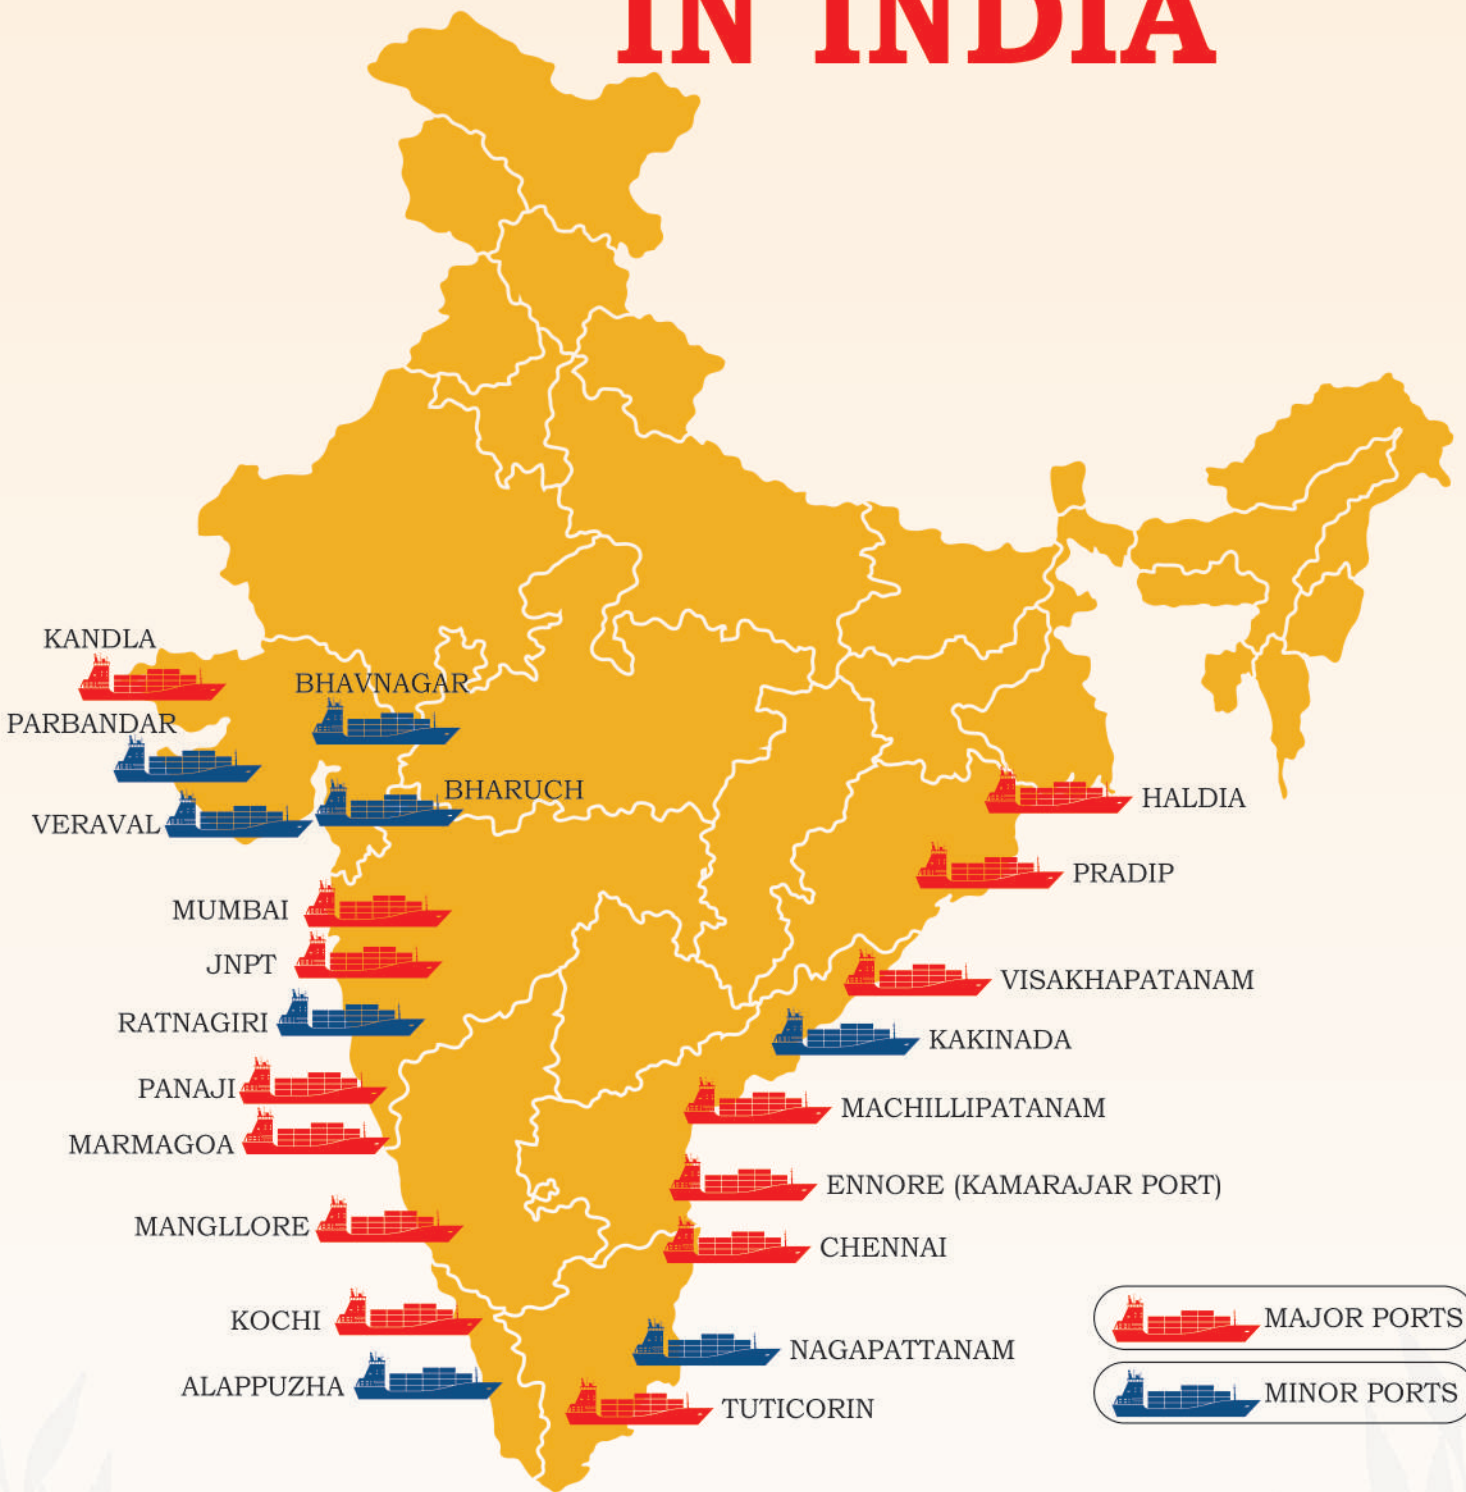 IN INDIA
KANDLA
BHAVNAGAR
PARBANDAR
BHARUCH
VERAVAL
HALDIA
PRADIP
MUMBAI
JNPT
VISAKHAPATANAM
RATNAGIRI
KAKINADA
PANAJI
MACHILLIPATANAM
MARMAGOA
ENNORE (KAMARAJAR PORT)
MANGLLORE
CHENNAI
KOCHI
MAJOR PORTS
NAGAPATTANAM
ALAPPUZHA
MINOR PORTS
TUTICORIN